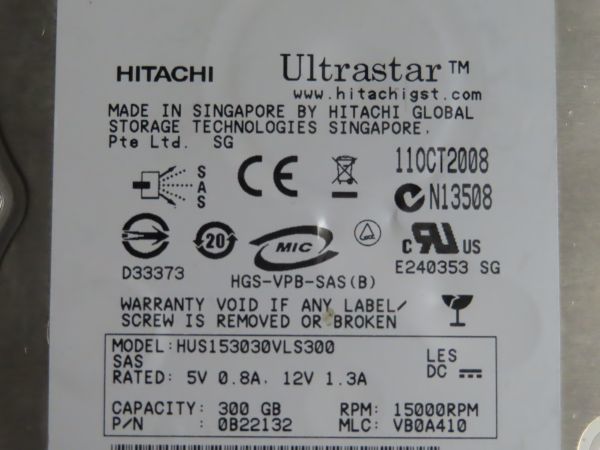 HITACHI Ultrastar™
www.hitachigst.com
MADE IN SINGAPORE BY HITACHI GLOBAL
STORAGE TECHNOLOGIES SINGAPORE.
Pte Ltd. SG
11OCT2008
SAS
CE
N13508
20
MIC
c UR US
D33373
HGS-VPB-SAS(B)
E240353 SG
WARRANTY VOID IF ANY LABEL/
SCREW IS REMOVED OR BROKEN
MODEL:HUS153030VLS300
SAS
LES
RATED: 5V 0.8A, 12V 1.3A
DC
CAPACITY: 300 GB RPM: 15000RPM
P/N : 0B22132 MLC: VB0A410